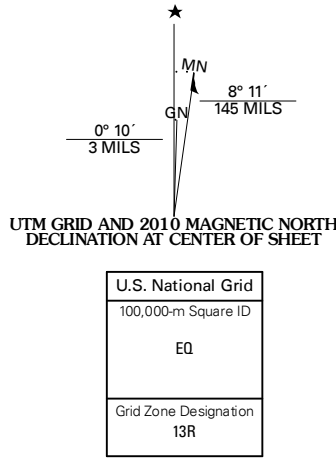 MN
GN
8° 11´
145 MILS
0° 10´
3 MILS
UTM GRID AND 2010 MAGNETIC NORTH
DECLINATION AT CENTER OF SHEET
U.S. National Grid
100,000-m Square ID
EQ
Grid Zone Designation
13R